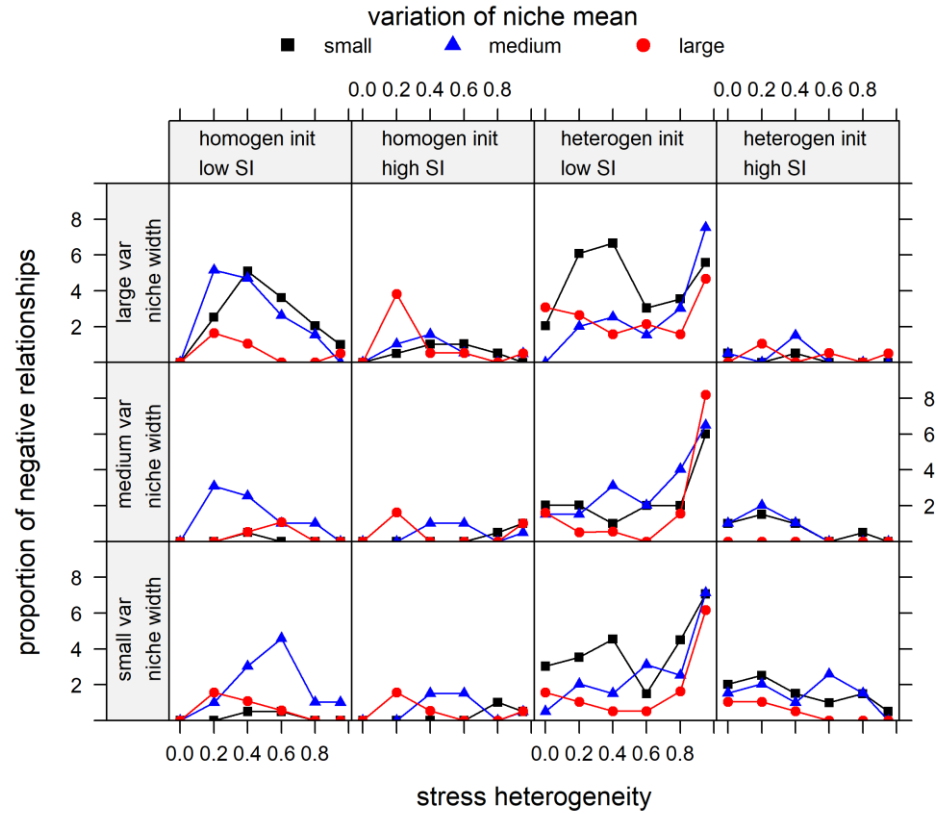 variation of niche mean
small medium large
0.0 0.2 0.4 0.6 0.8
homogen init
low SI
homogen init
high SI
heterogen init
low SI
heterogen init
high SI
proportion of negative relationships
large var
niche width
8
6
4
2
medium var
niche width
8
6
4
2
small var
niche width
8
6
4
2
0.0 0.2 0.4 0.6 0.8
0.0 0.2 0.4 0.6 0.8
stress heterogeneity
0.0 0.2 0.4 0.6 0.8